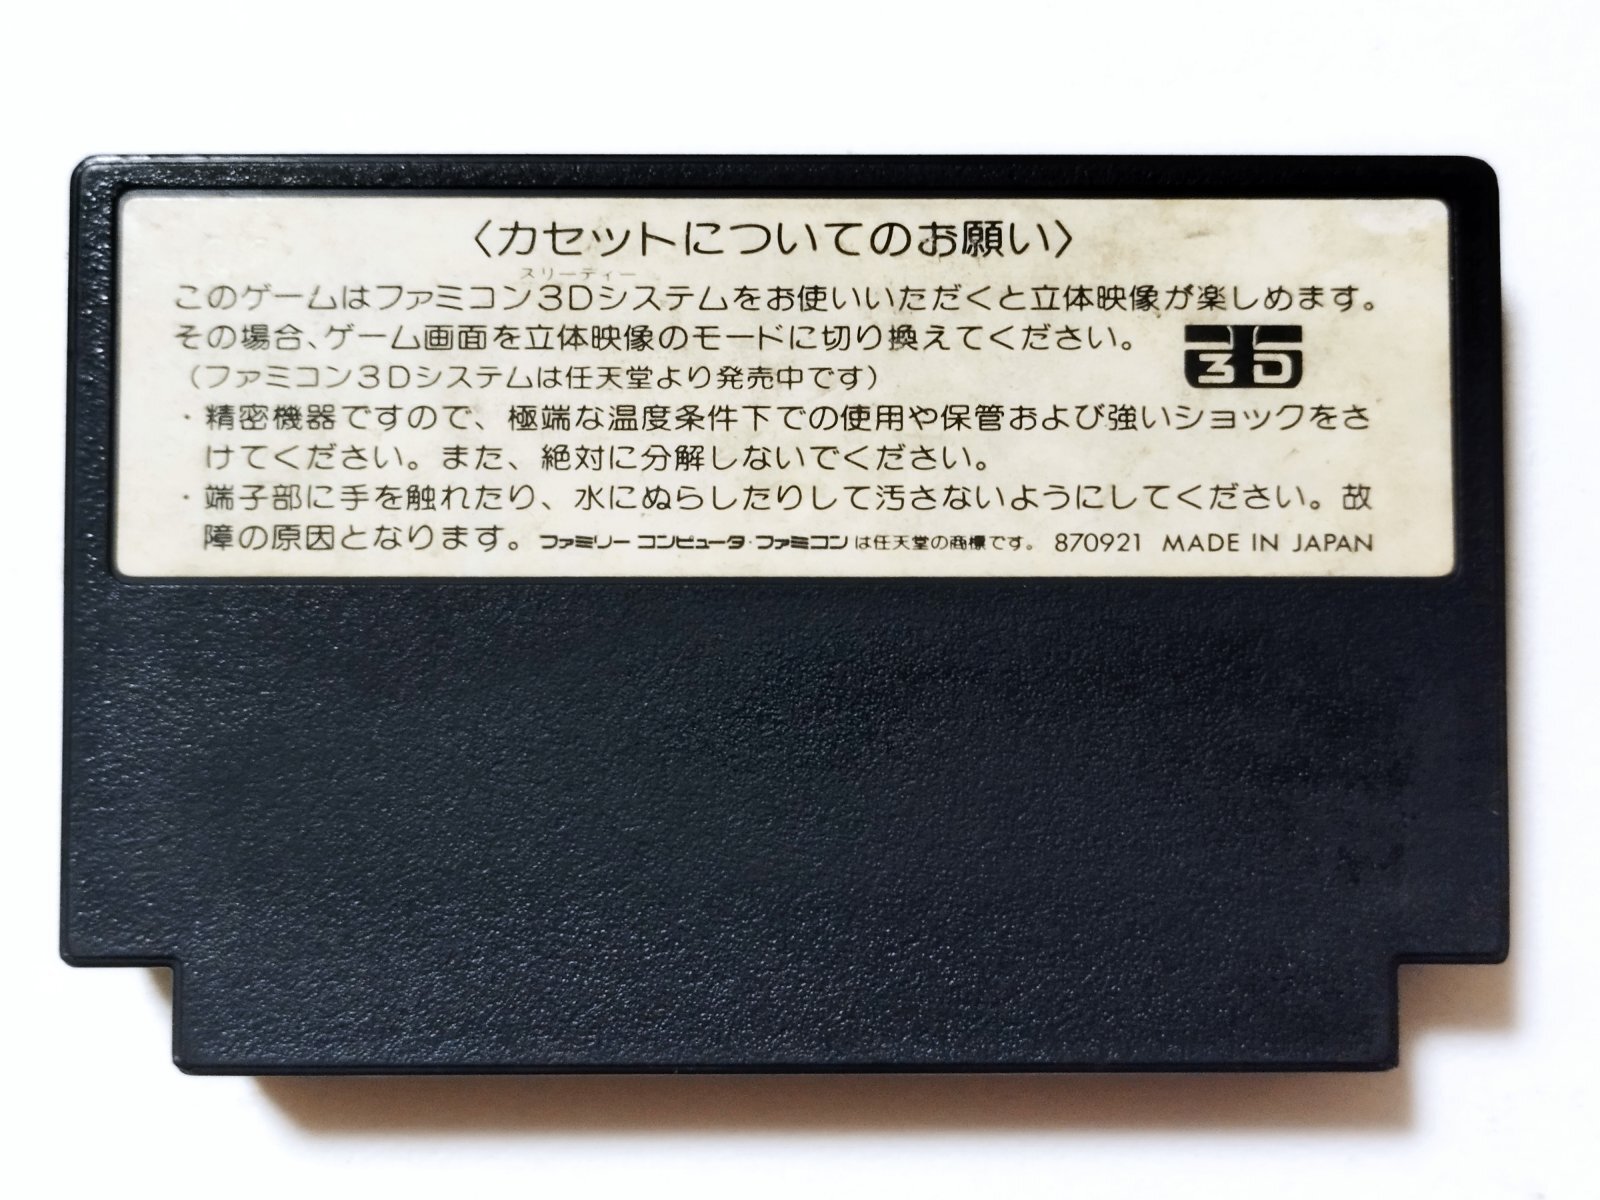 〈カセットについてのお願い〉
スリーディー
このゲームはファミコン3Dシステムをお使いいただくと立体映像が楽しめます。
その場合、ゲーム画面を立体映像のモードに切り換えてください。
3D
(ファミコン3Dシステムは任天堂より発売中です)
・精密機器ですので、極端な温度条件下での使用や保管および強いショックをさ
けてください。また、絶対に分解しないでください。
・端子部に手を触れたり、水にぬらしたりして汚さないようにしてください。故
障の原因となります。ファミリーコンピュータ・ファミコンは任天堂の商標です。 870921 MADE IN JAPAN